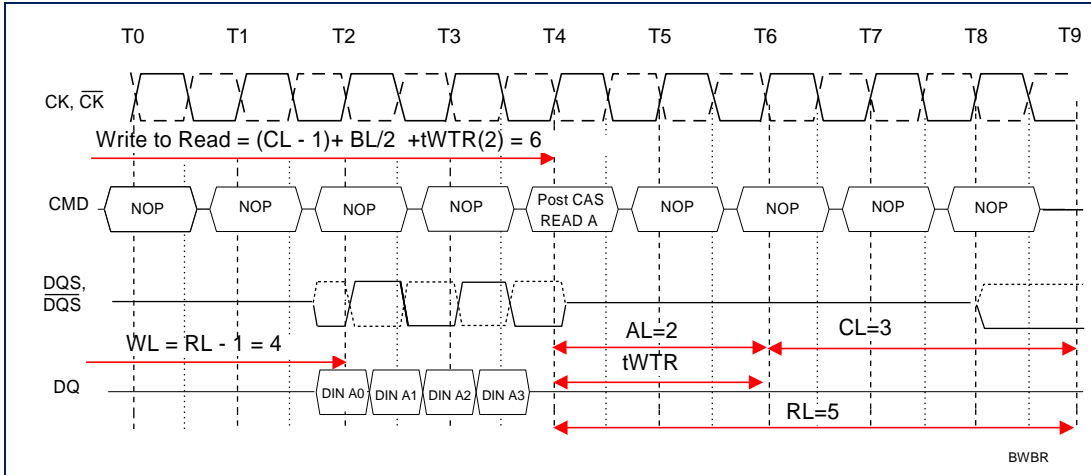 T0 T1 T2 T3 T4 T5 T6 T7 T8 T9
CK, CK
Write to Read = (CL - 1)+ BL/2 +tWTR(2) = 6
CMD NOP NOP NOP NOP Post CAS READ A NOP NOP NOP NOP
DQS,
DQS
WL = RL - 1 = 4
AL=2 CL=3
tWTR
DQ DIN A0 DIN A1 DIN A2 DIN A3
RL=5
BWBR